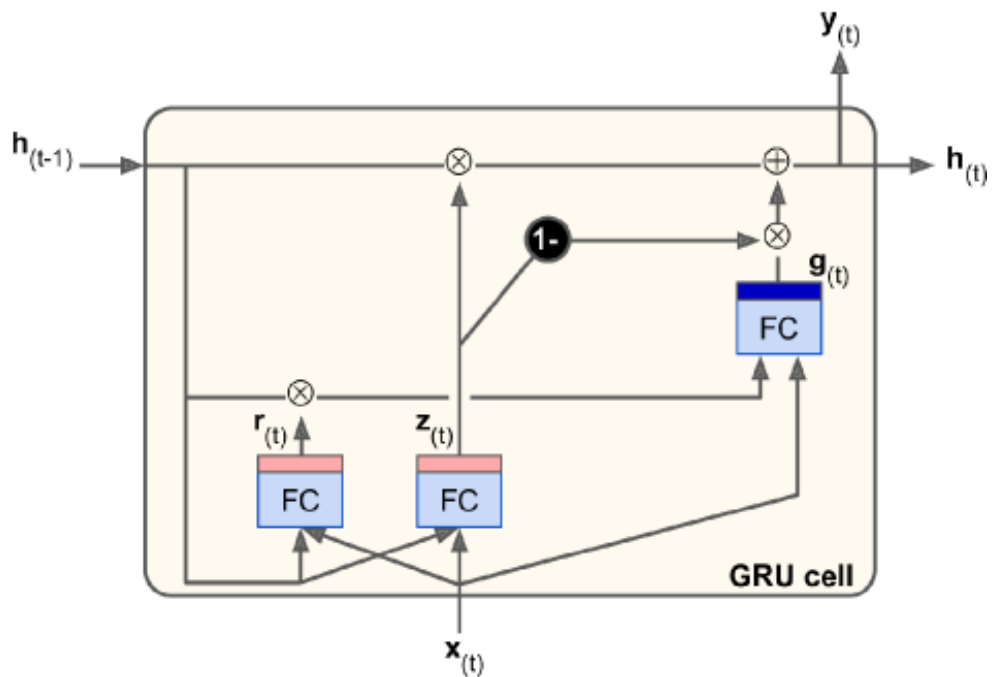 y(t)
h(t-1)
h(t)
1-
g(t)
FC
r(t)
z(t)
FC
FC
GRU cell
x(t)